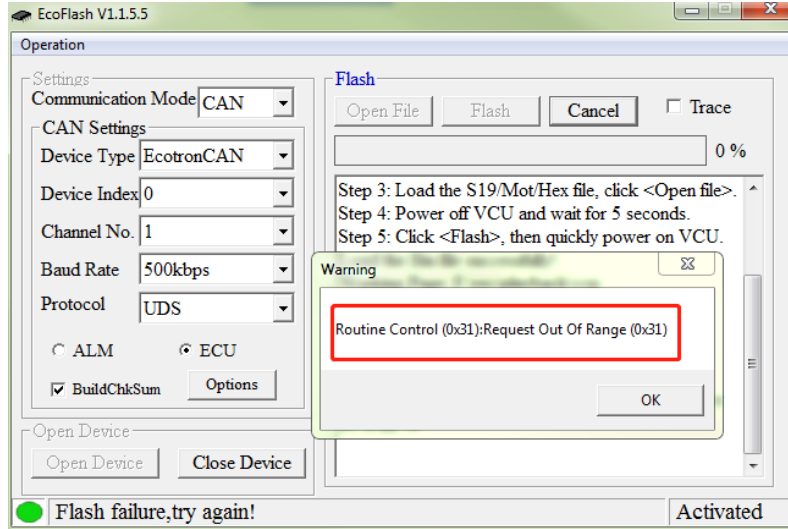 EcoFlash V1.1.5.5
Operation
Settings
Communication Mode CAN
CAN Settings
Device Type EcotronCAN
Device Index 0
Channel No. 1
Baud Rate 500kbps
Protocol UDS
ALM ECU
BuildChkSum Options
Open Device
Open Device Close Device
Flash
Open File Flash Cancel Trace
0 %
Step 3: Load the S19/Mot/Hex file, click <Open file>.
Step 4: Power off VCU and wait for 5 seconds.
Step 5: Click <Flash>, then quickly power on VCU.
Warning
Routine Control (0x31):Request Out Of Range (0x31)
OK
Flash failure,try again! Activated